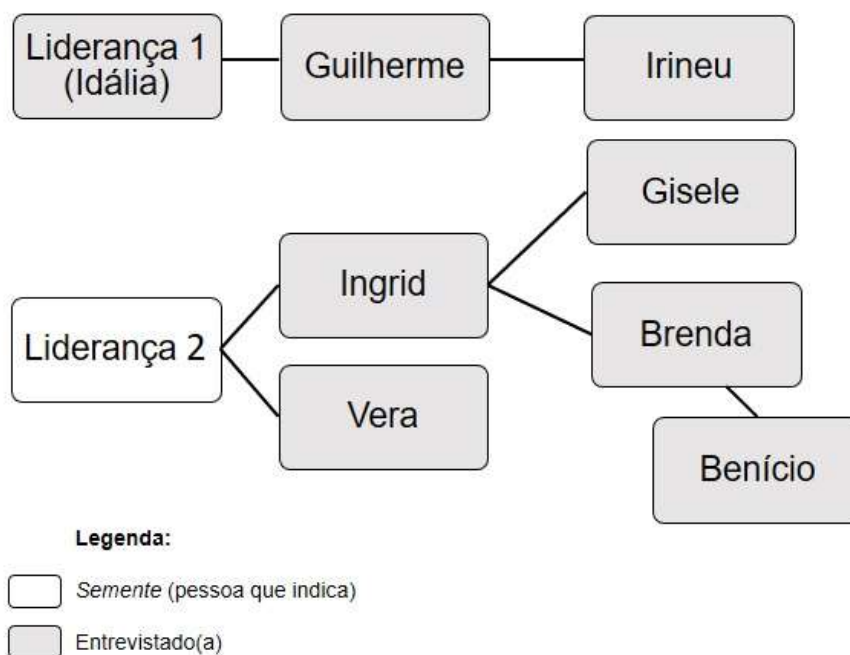 Liderança 1
(Idália)
Guilherme
Irineu
Gisele
Ingrid
Brenda
Liderança 2
Vera
Benício
Legenda:
Semente (pessoa que indica)
Entrevistado(a)